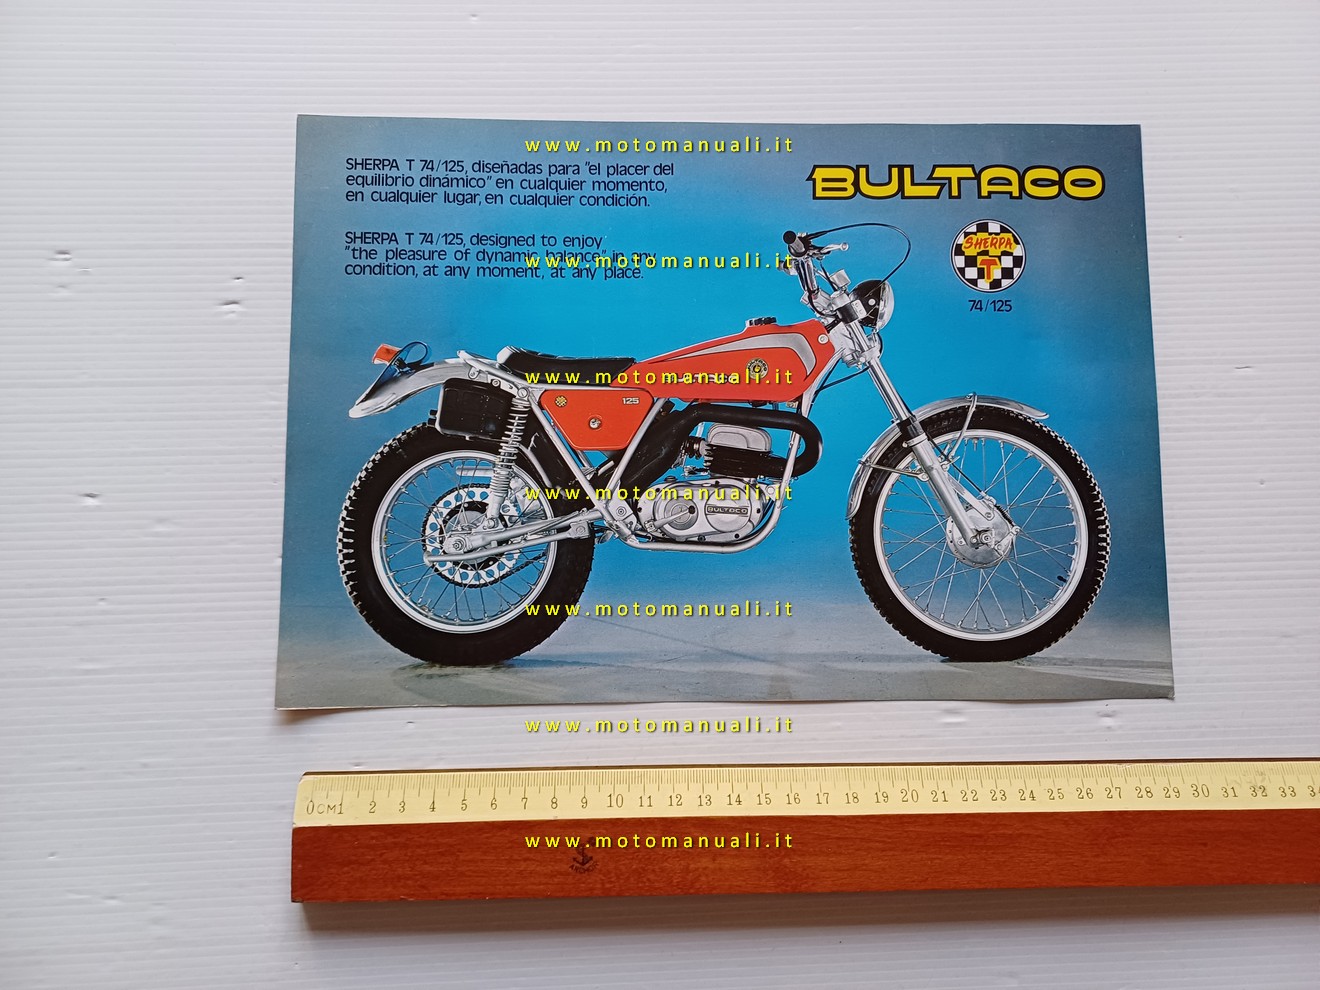 www.motomanuali.it
SHERPA T 74/125, diseñadas para "el placer del
equilibrio dinámico" en cualquier momento,
en cualquier lugar, en cualquier condición.
BULTACO
SHERPA T 74/125, designed to enjoy
"the pleasure of dynamic balance" in any
condition, at any moment, at any place.
www.motomanuali.it
SHERPA
T
74/125
www.motomanuali.it
BULTACO
125
www.motomanuali.it
BULTACO
www.motomanuali.it
www.motomanuali.it
0CM1 2 3 4 5 6 7 8 9 10 11 12 13 14 15 16 17 18 19 20 21 22 23 24 25 26 27 28 29 30 31 32 33 34
www.motomanuali.it